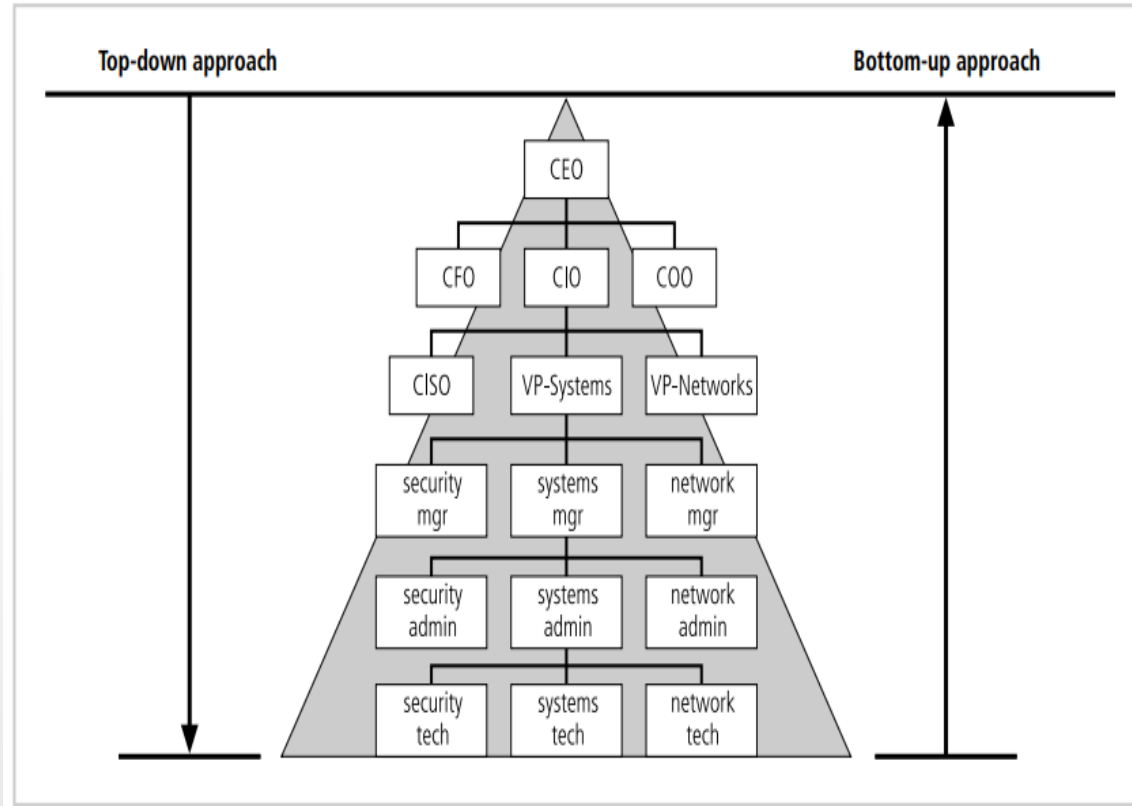 Top-down approach
Bottom-up approach
CEO
CFO
CIO
COO
CISO
VP-Systems
VP-Networks
security
mgr
systems
mgr
network
mgr
security
admin
systems
admin
network
admin
security
tech
systems
tech
network
tech